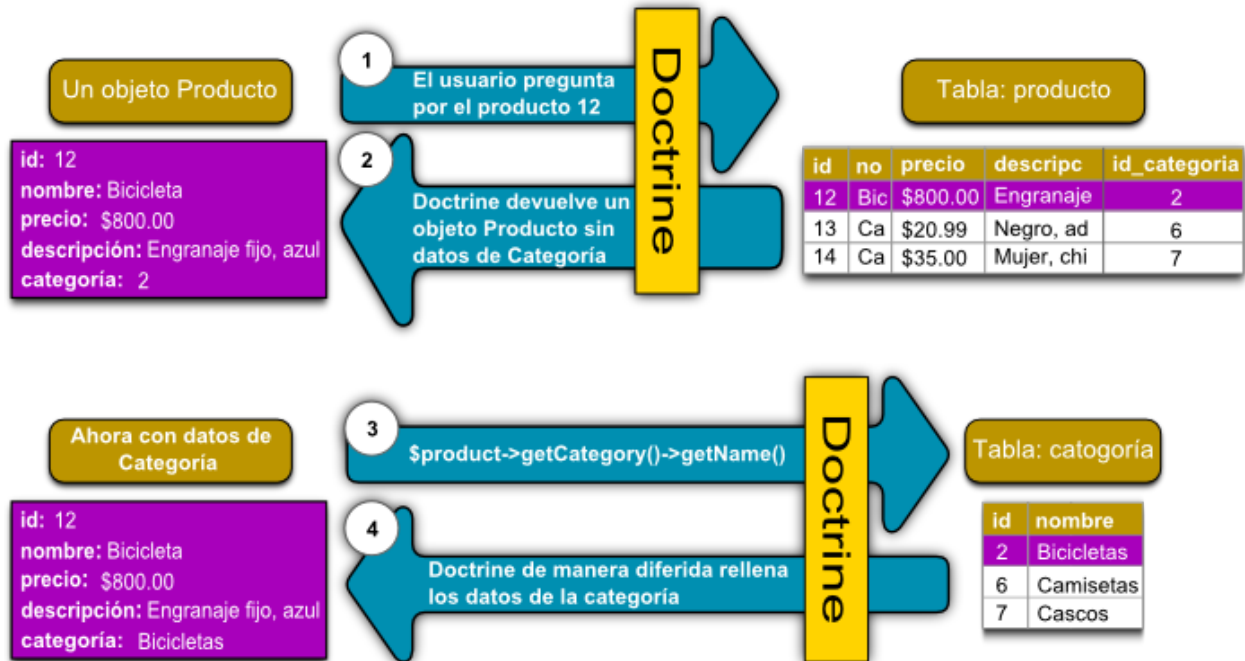 1
Un objeto Producto
El usuario pregunta
por el producto 12
Doctrine
Tabla: producto
id: 12
nombre: Bicicleta
precio: $800.00
descripción: Engranaje fijo, azul
categoría: 2
2
Doctrine devuelve un
objeto Producto sin
datos de Categoría
id no precio descripc id_categoria
12 Bic $800.00 Engranaje 2
13 Ca $20.99 Negro, ad 6
14 Ca $35.00 Mujer, chi 7
Ahora con datos de
Categoría
3
$product->getCategory()->getName()
Doctrine
Tabla: catogoría
id: 12
nombre: Bicicleta
precio: $800.00
descripción: Engranaje fijo, azul
categoría: Bicicletas
4
Doctrine de manera diferida rellena
los datos de la categoría
id nombre
2 Bicicletas
6 Camisetas
7 Cascos